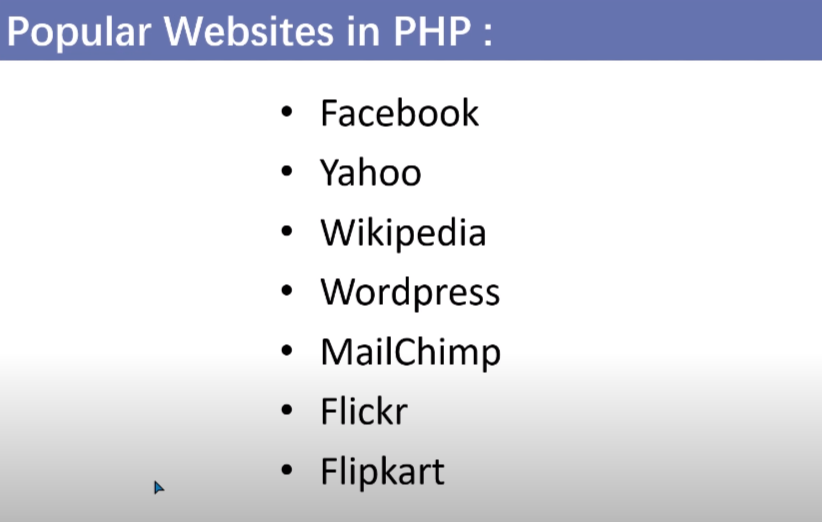 Popular Websites in PHP :
• Facebook
• Yahoo
• Wikipedia
• Wordpress
• MailChimp
• Flickr
• Flipkart